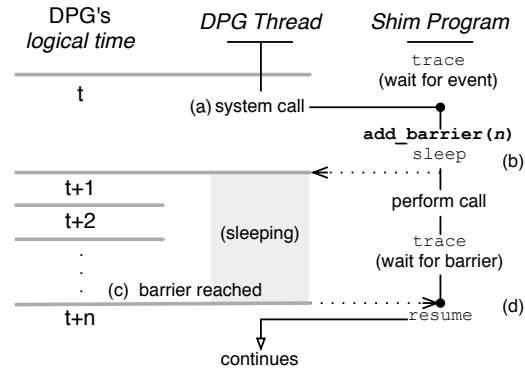 DPG's
logical time
DPG Thread
Shim Program
trace
(wait for event)
t
(a) system call
add_barrier(n)
sleep
(b)
t+1
perform call
t+2
(sleeping)
trace
(wait for barrier)
.
.
.
(c) barrier reached
(d)
t+n
resume
continues